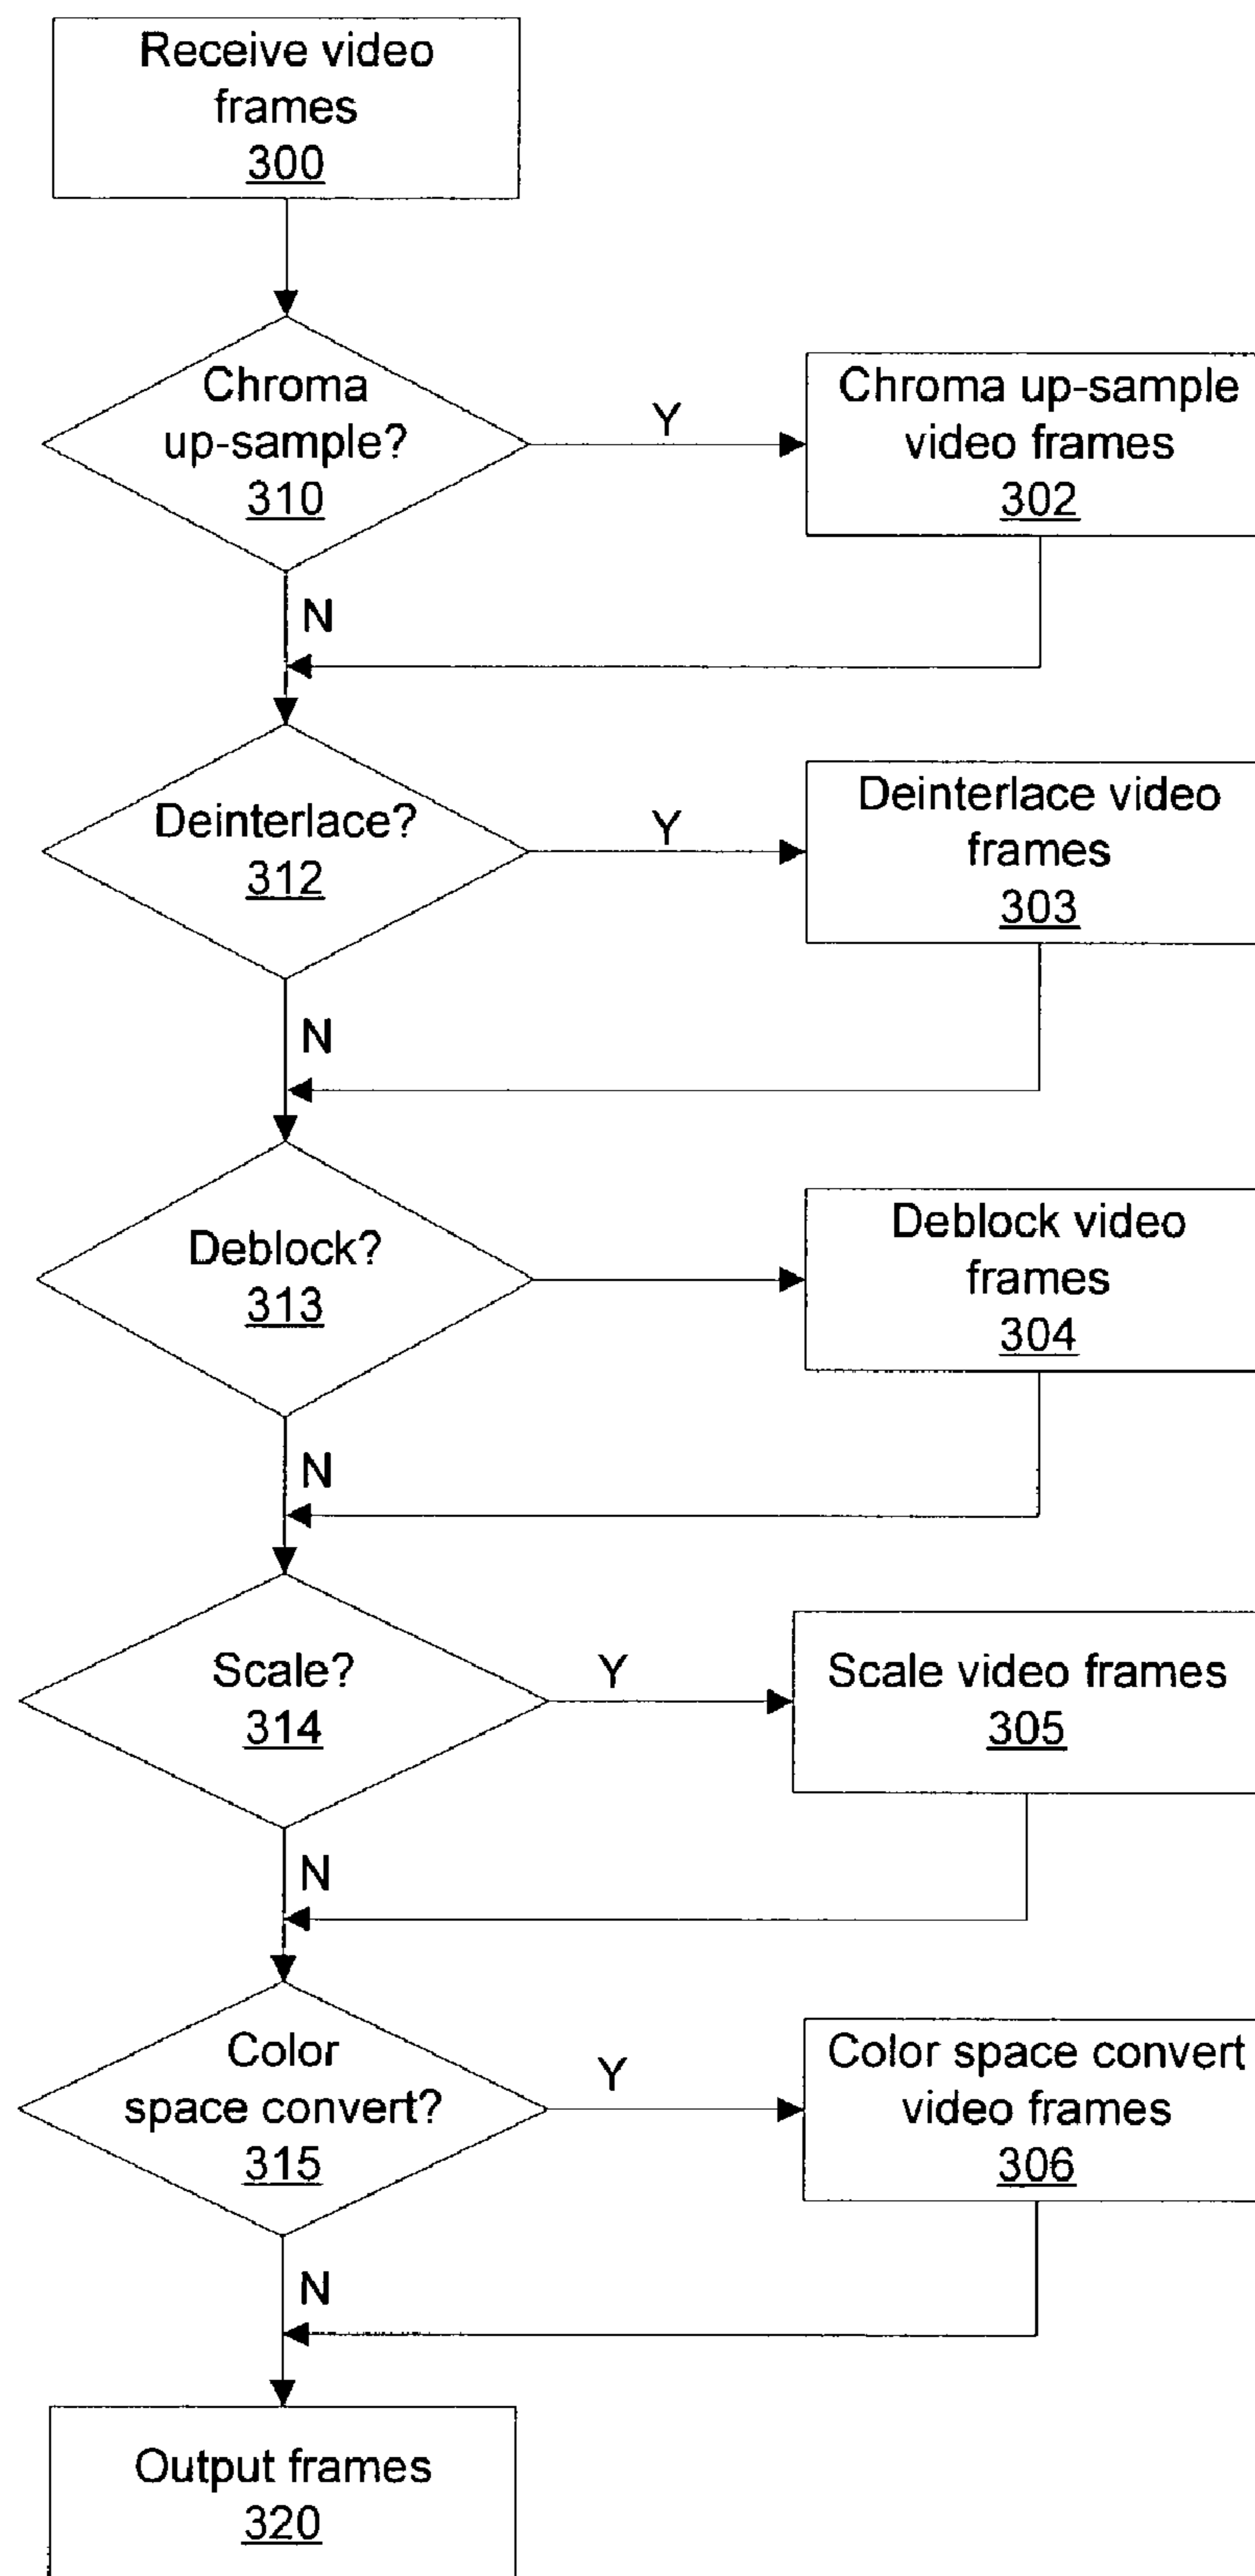 Receive video
frames
300
Chroma
up-sample?
310
Y
Chroma up-sample
video frames
302
N
Deinterlace?
312
Y
Deinterlace video
frames
303
N
Deblock?
313
Deblock video
frames
304
N
Scale?
314
Y
Scale video frames
305
N
Color
space convert?
315
Y
Color space convert
video frames
306
N
Output frames
320